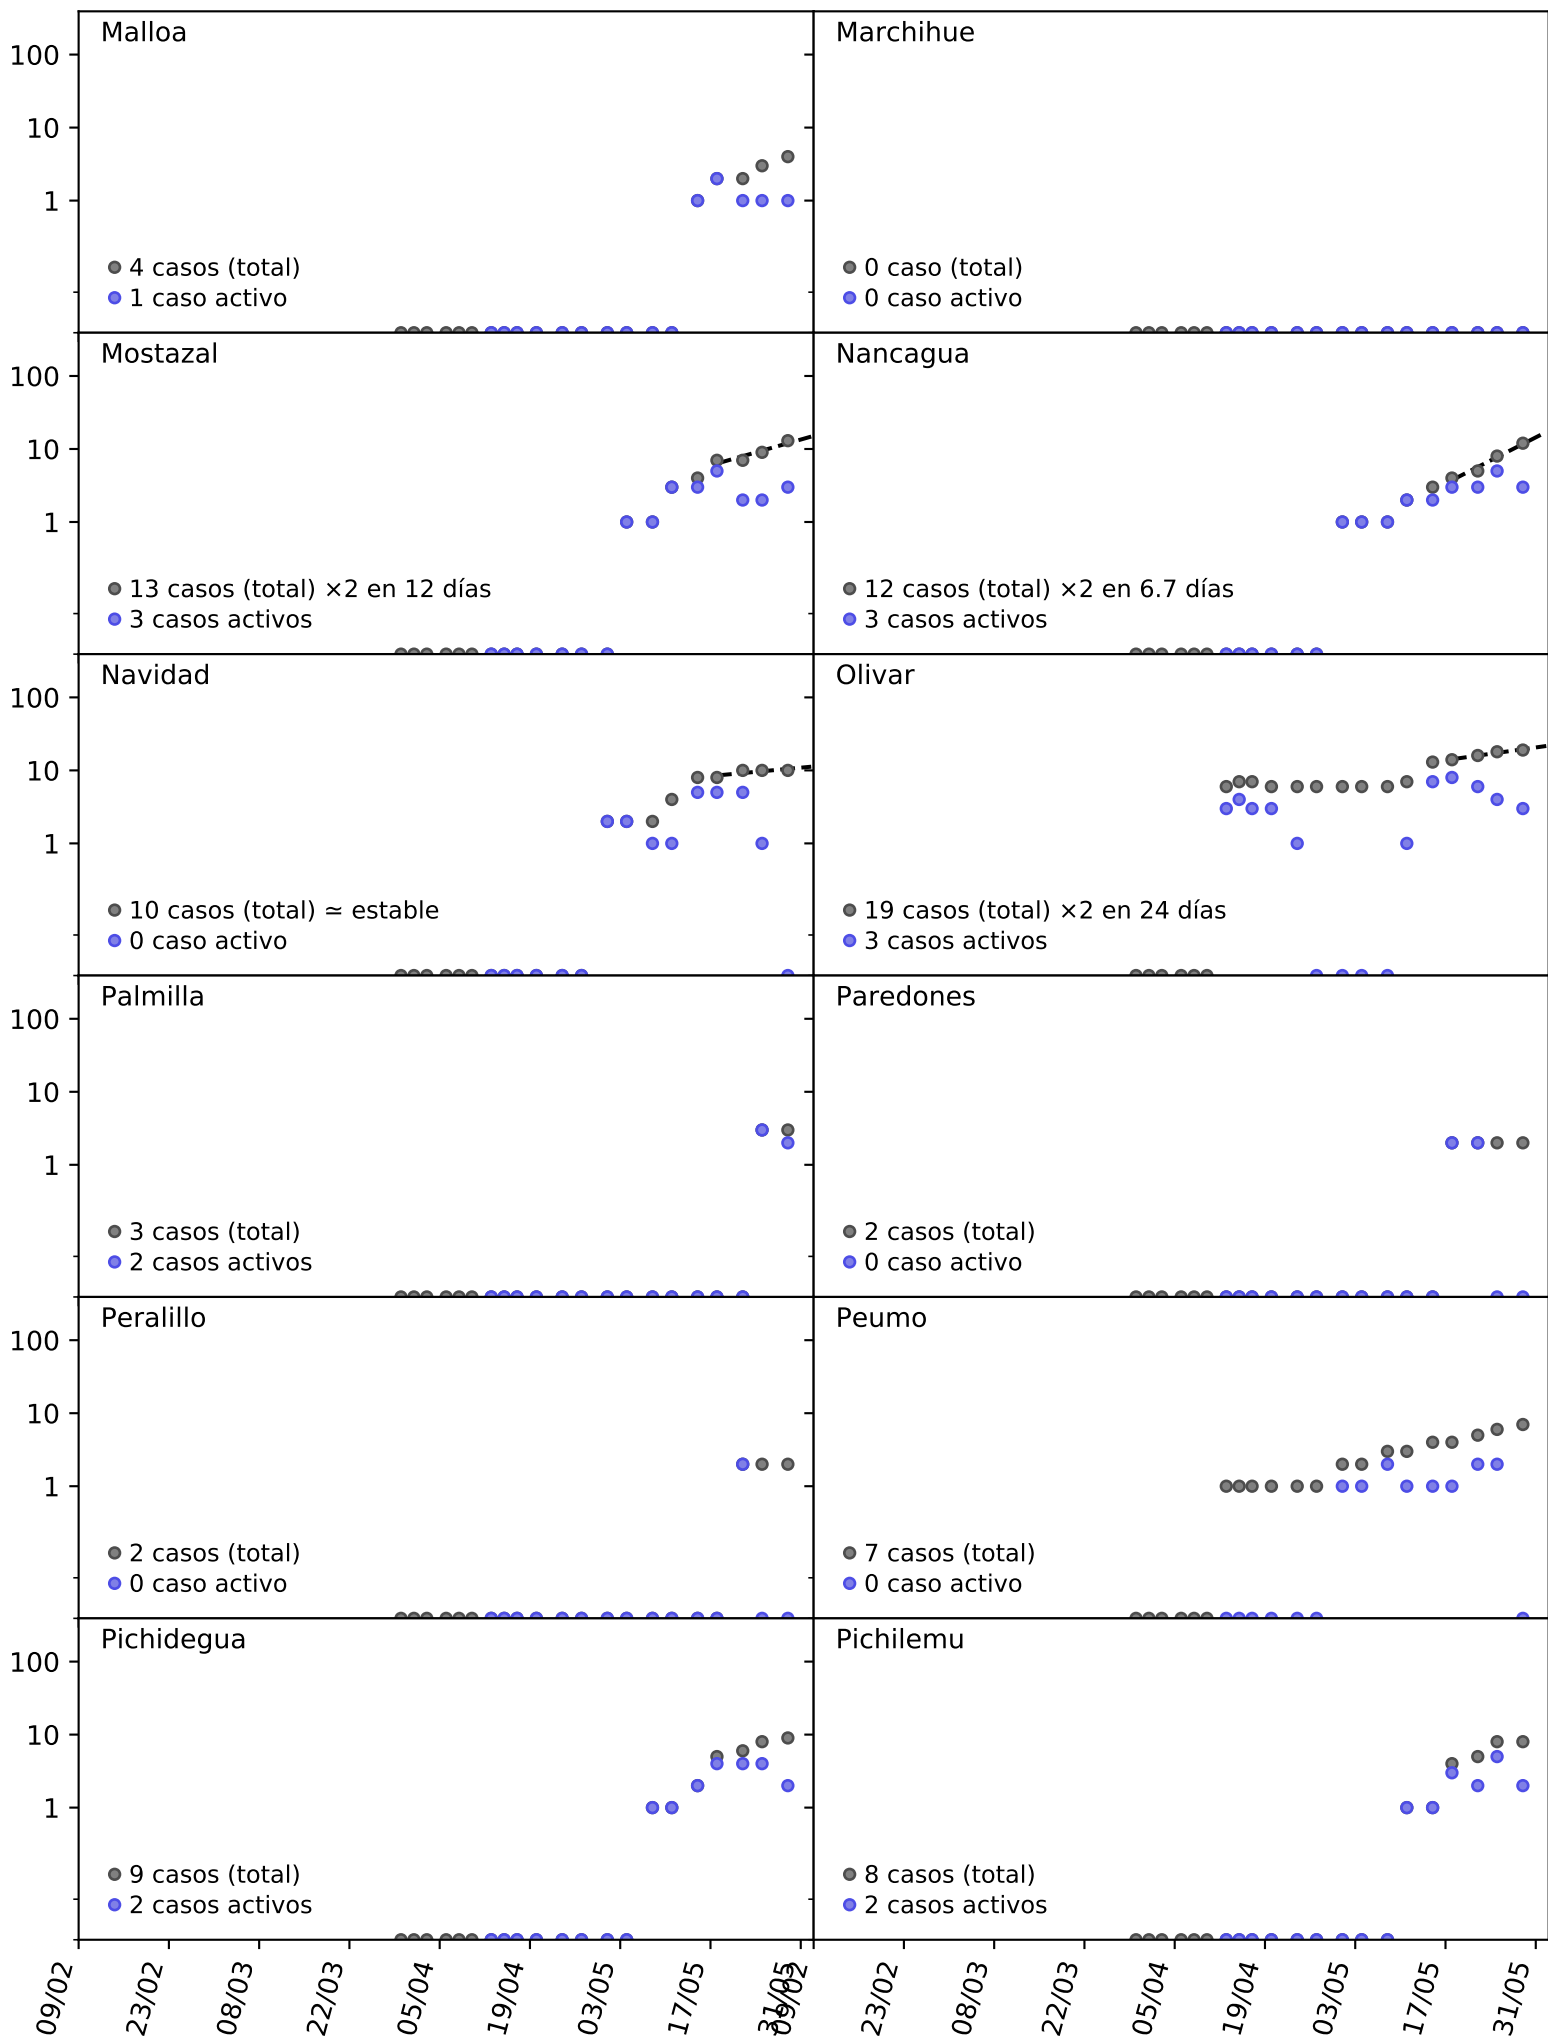 Malloa
Marchihue
100
10
1
4 casos (total)
1 caso activo
0 caso (total)
0 caso activo
Mostazal
Nancagua
100
10
1
13 casos (total) ×2 en 12 días
3 casos activos
12 casos (total) ×2 en 6.7 días
3 casos activos
Navidad
Olivar
100
10
1
10 casos (total) ≃ estable
0 caso activo
19 casos (total) ×2 en 24 días
3 casos activos
Palmilla
Paredones
100
10
1
3 casos (total)
2 casos activos
2 casos (total)
0 caso activo
Peralillo
Peumo
100
10
1
2 casos (total)
0 caso activo
7 casos (total)
0 caso activo
Pichidegua
Pichilemu
100
10
1
9 casos (total)
2 casos activos
8 casos (total)
2 casos activos
09/02
23/02
08/03
22/03
05/04
19/04
03/05
17/05
31/05
09/02
23/02
08/03
22/03
05/04
19/04
03/05
17/05
31/05